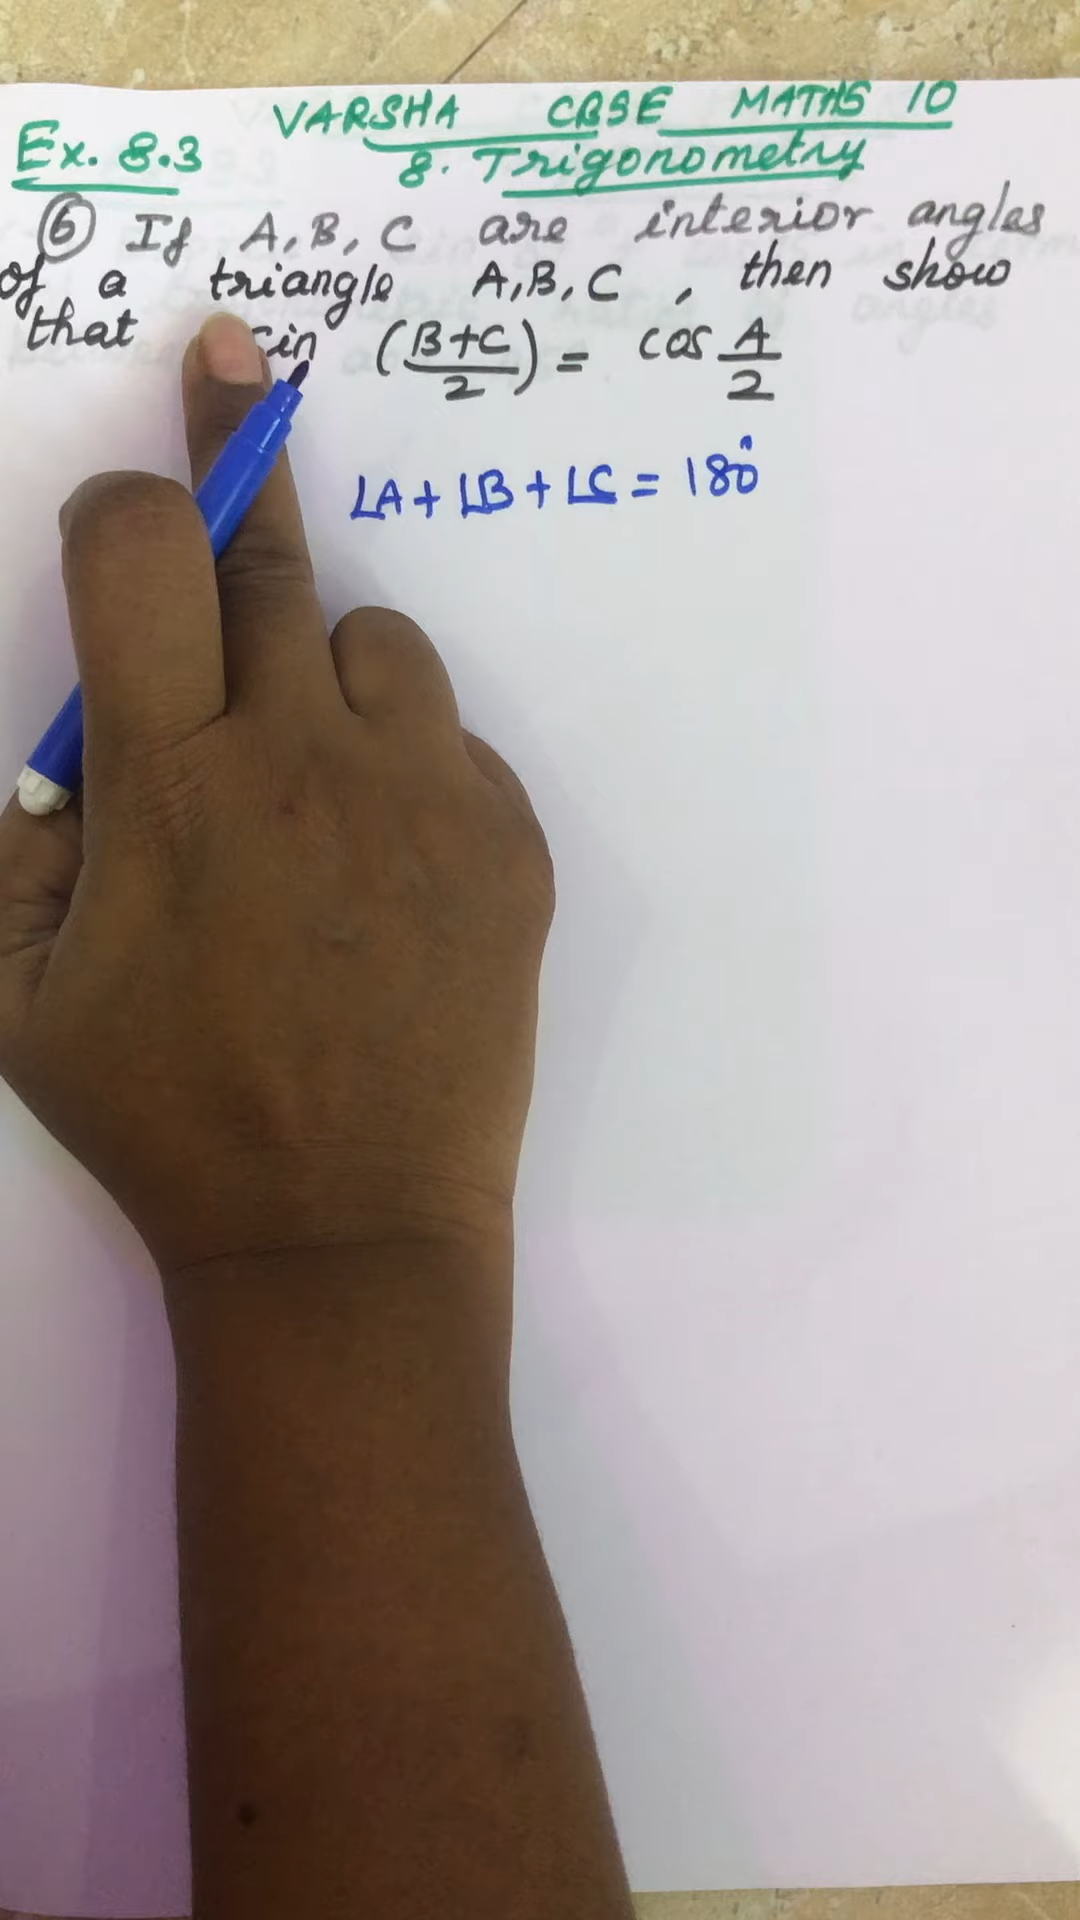 VARSHA CBSE MATHS 10
Ex. 8.3 8. Trigonometry
⑥ If A, B, C are interior angles
of a triangle A, B, C , then show
that sin (B+C/2) = cos A/2
∠A + ∠B + ∠C = 180°